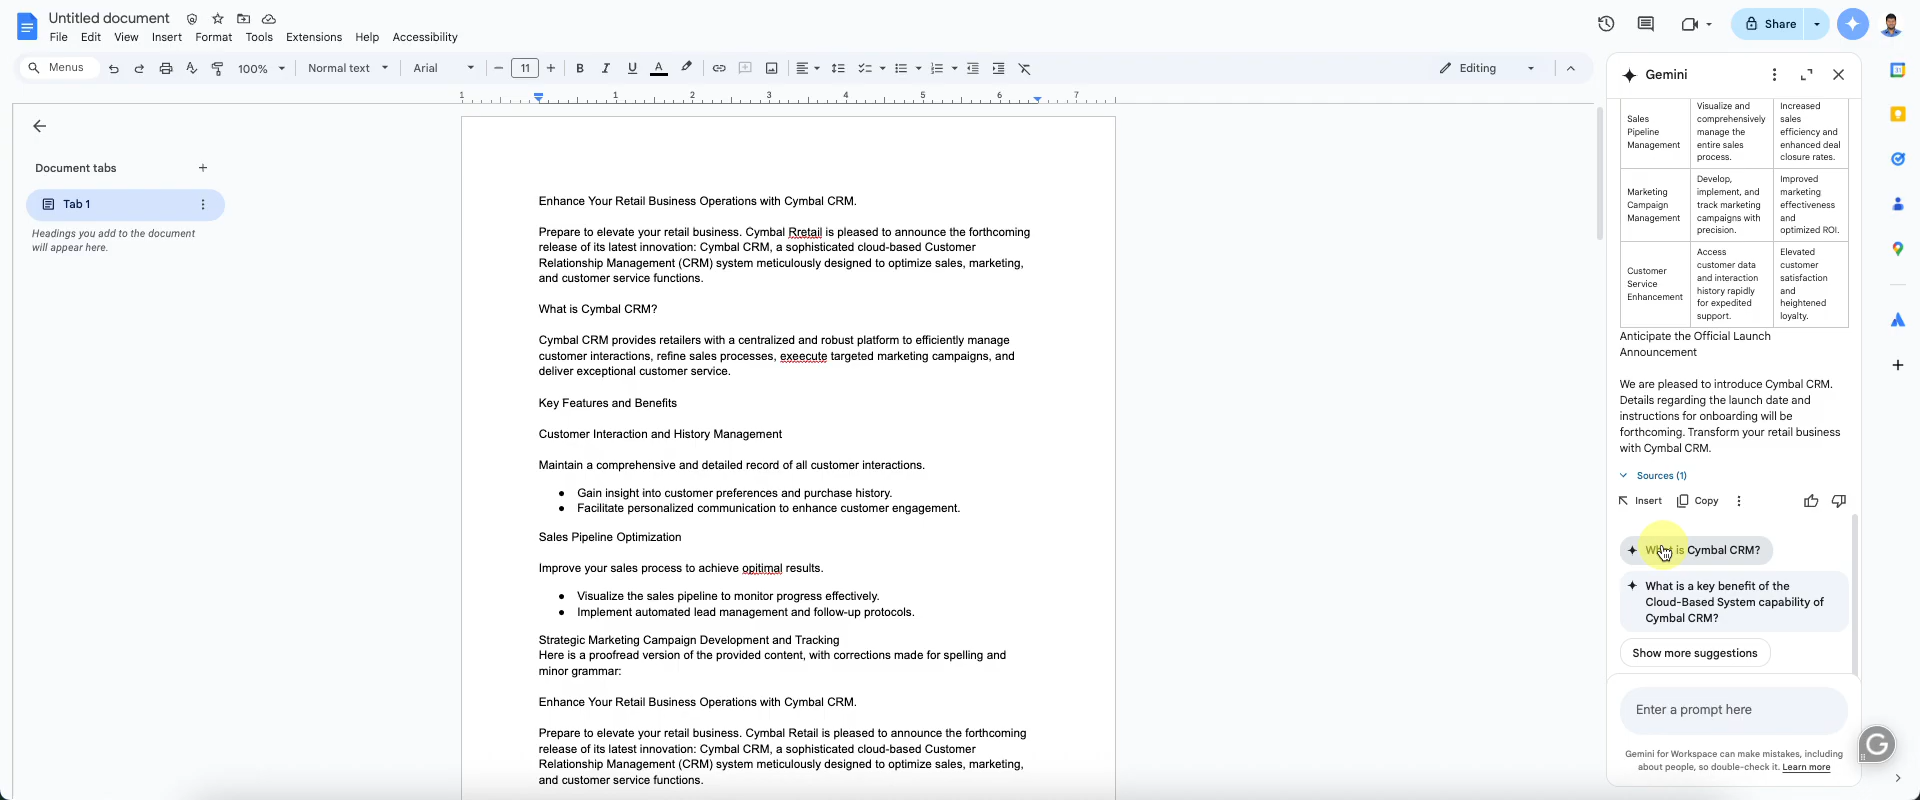 Untitled document
File Edit View Insert Format Tools Extensions Help Accessibility
Share
Menus 100% Normal text Arial 11 Editing
1 1 2 3 4 5 6 7
Document tabs
Tab 1
Headings you add to the document
will appear here.
Enhance Your Retail Business Operations with Cymbal CRM.
Prepare to elevate your retail business. Cymbal Rretail is pleased to announce the forthcoming
release of its latest innovation: Cymbal CRM, a sophisticated cloud-based Customer
Relationship Management (CRM) system meticulously designed to optimize sales, marketing,
and customer service functions.
What is Cymbal CRM?
Cymbal CRM provides retailers with a centralized and robust platform to efficiently manage
customer interactions, refine sales processes, exeecute targeted marketing campaigns, and
deliver exceptional customer service.
Key Features and Benefits
Customer Interaction and History Management
Maintain a comprehensive and detailed record of all customer interactions.
● Gain insight into customer preferences and purchase history.
● Facilitate personalized communication to enhance customer engagement.
Sales Pipeline Optimization
Improve your sales process to achieve opitimal results.
● Visualize the sales pipeline to monitor progress effectively.
● Implement automated lead management and follow-up protocols.
Strategic Marketing Campaign Development and Tracking
Here is a proofread version of the provided content, with corrections made for spelling and
minor grammar:
Enhance Your Retail Business Operations with Cymbal CRM.
Prepare to elevate your retail business. Cymbal Retail is pleased to announce the forthcoming
release of its latest innovation: Cymbal CRM, a sophisticated cloud-based Customer
Relationship Management (CRM) system meticulously designed to optimize sales, marketing,
and customer service functions.
Gemini
Sales
Pipeline
Management
Visualize and
comprehensively
manage the
entire sales
process.
Increased
sales
efficiency and
enhanced deal
closure rates.
Marketing
Campaign
Management
Develop,
implement, and
track marketing
campaigns with
precision.
Improved
marketing
effectiveness
and
optimized ROI.
Customer
Service
Enhancement
Access
customer data
and interaction
history rapidly
for expedited
support.
Elevated
customer
satisfaction
and
heightened
loyalty.
Anticipate the Official Launch
Announcement
We are pleased to introduce Cymbal CRM.
Details regarding the launch date and
instructions for onboarding will be
forthcoming. Transform your retail business
with Cymbal CRM.
Sources (1)
Insert Copy
What is Cymbal CRM?
What is a key benefit of the
Cloud-Based System capability of
Cymbal CRM?
Show more suggestions
Enter a prompt here
Gemini for Workspace can make mistakes, including
about people, so double-check it. Learn more